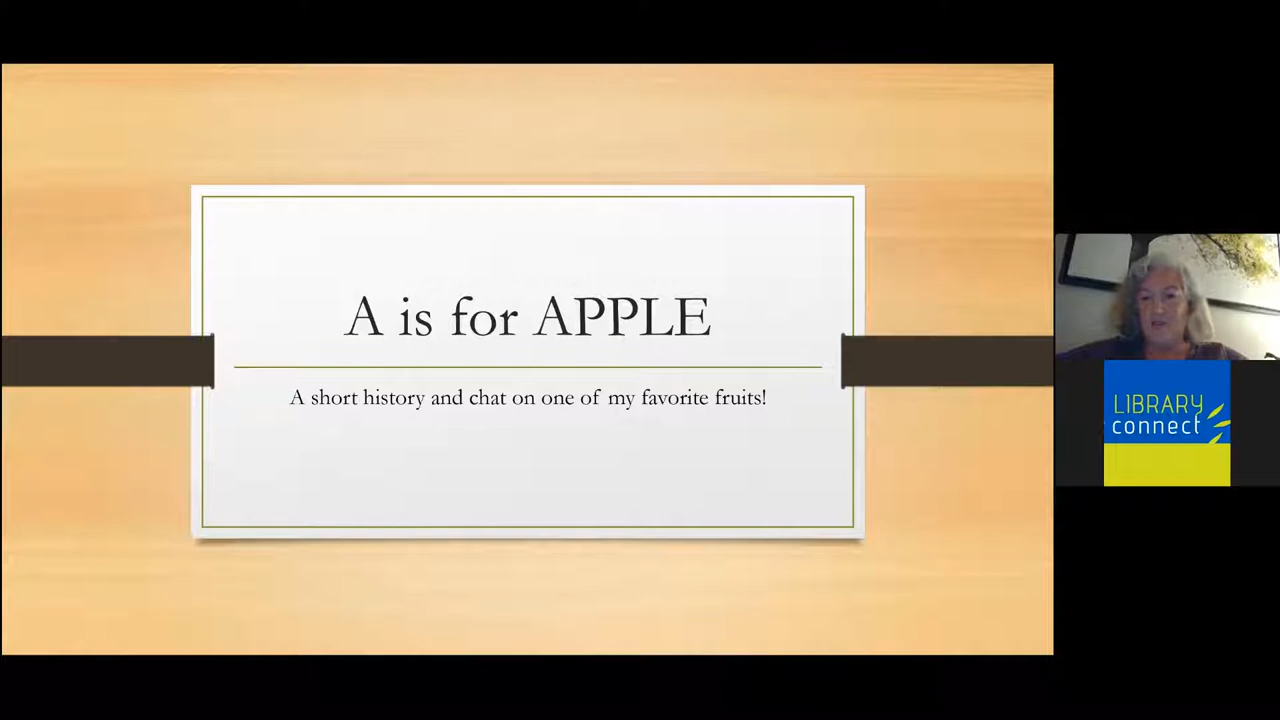 A is for APPLE
A short history and chat on one of my favorite fruits!
LIBRARY
connect